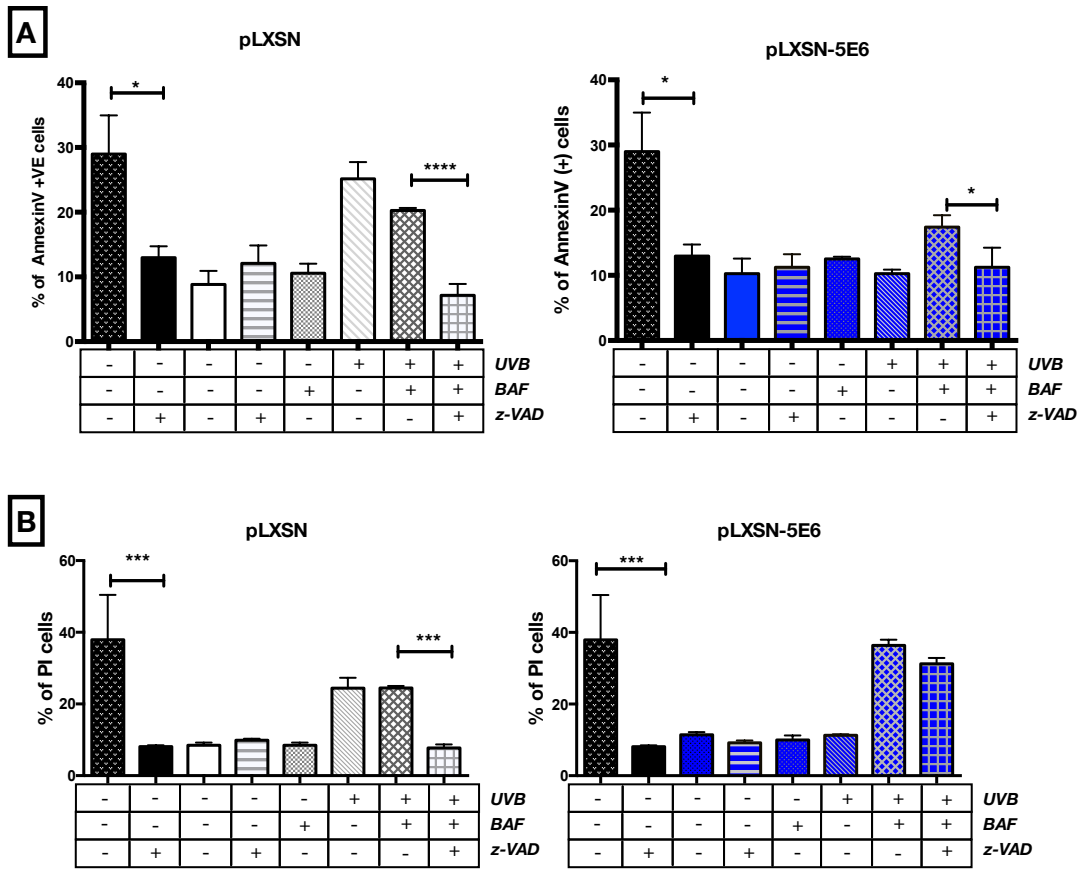 A
pLXSN
pLXSN-5E6
*
****
*
*
% of AnnexinV +VE cells
40
30
20
10
0
% of AnnexinV (+) cells
40
30
20
10
0
- - - - - + + + UVB
- - - - + - + + BAF
- + - + - - - + z-VAD
- - - - - + + + UVB
- - - - + - + + BAF
- + - + - - - + z-VAD
B
pLXSN
pLXSN-5E6
***
***
***
% of PI cells
60
40
20
0
% of PI cells
60
40
20
0
- - - - - + + + UVB
- - - - + - + + BAF
- + - + - - - + z-VAD
- - - - - + + + UVB
- - - - + - + + BAF
- + - + - - - + z-VAD